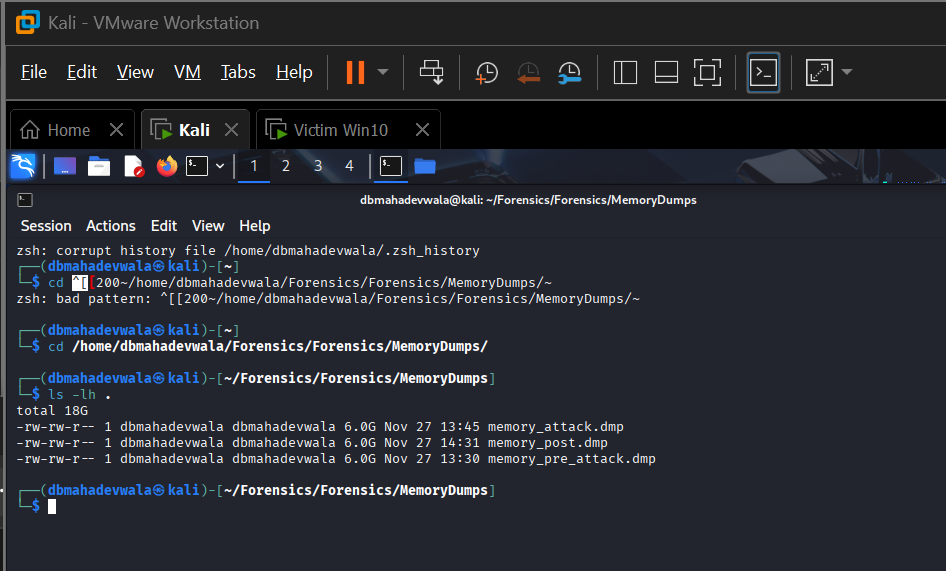 Kali - VMware Workstation
File Edit View VM Tabs Help
Home Kali Victim Win10
1 2 3 4
dbmahadevwala@kali: ~/Forensics/Forensics/MemoryDumps
Session Actions Edit View Help
zsh: corrupt history file /home/dbmahadevwala/.zsh_history
┌──(dbmahadevwala㉿kali)-[~]
└─$ cd ^[[200~/home/dbmahadevwala/Forensics/Forensics/MemoryDumps/~
zsh: bad pattern: ^[[200~/home/dbmahadevwala/Forensics/Forensics/MemoryDumps/~
┌──(dbmahadevwala㉿kali)-[~]
└─$ cd /home/dbmahadevwala/Forensics/Forensics/MemoryDumps/
┌──(dbmahadevwala㉿kali)-[~/Forensics/Forensics/MemoryDumps]
└─$ ls -lh .
total 18G
-rw-rw-r-- 1 dbmahadevwala dbmahadevwala 6.0G Nov 27 13:45 memory_attack.dmp
-rw-rw-r-- 1 dbmahadevwala dbmahadevwala 6.0G Nov 27 14:31 memory_post.dmp
-rw-rw-r-- 1 dbmahadevwala dbmahadevwala 6.0G Nov 27 13:30 memory_pre_attack.dmp
┌──(dbmahadevwala㉿kali)-[~/Forensics/Forensics/MemoryDumps]
└─$